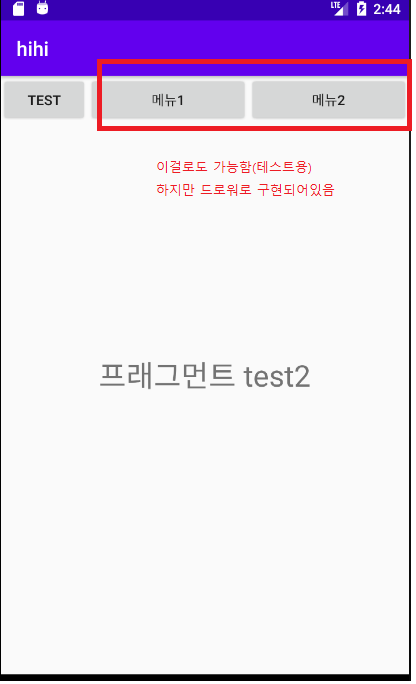 LTE 2:44
hihi
TEST 메뉴1 메뉴2
이걸로도 가능함(테스트용)
하지만 드로워로 구현되어있음
프래그먼트 test2